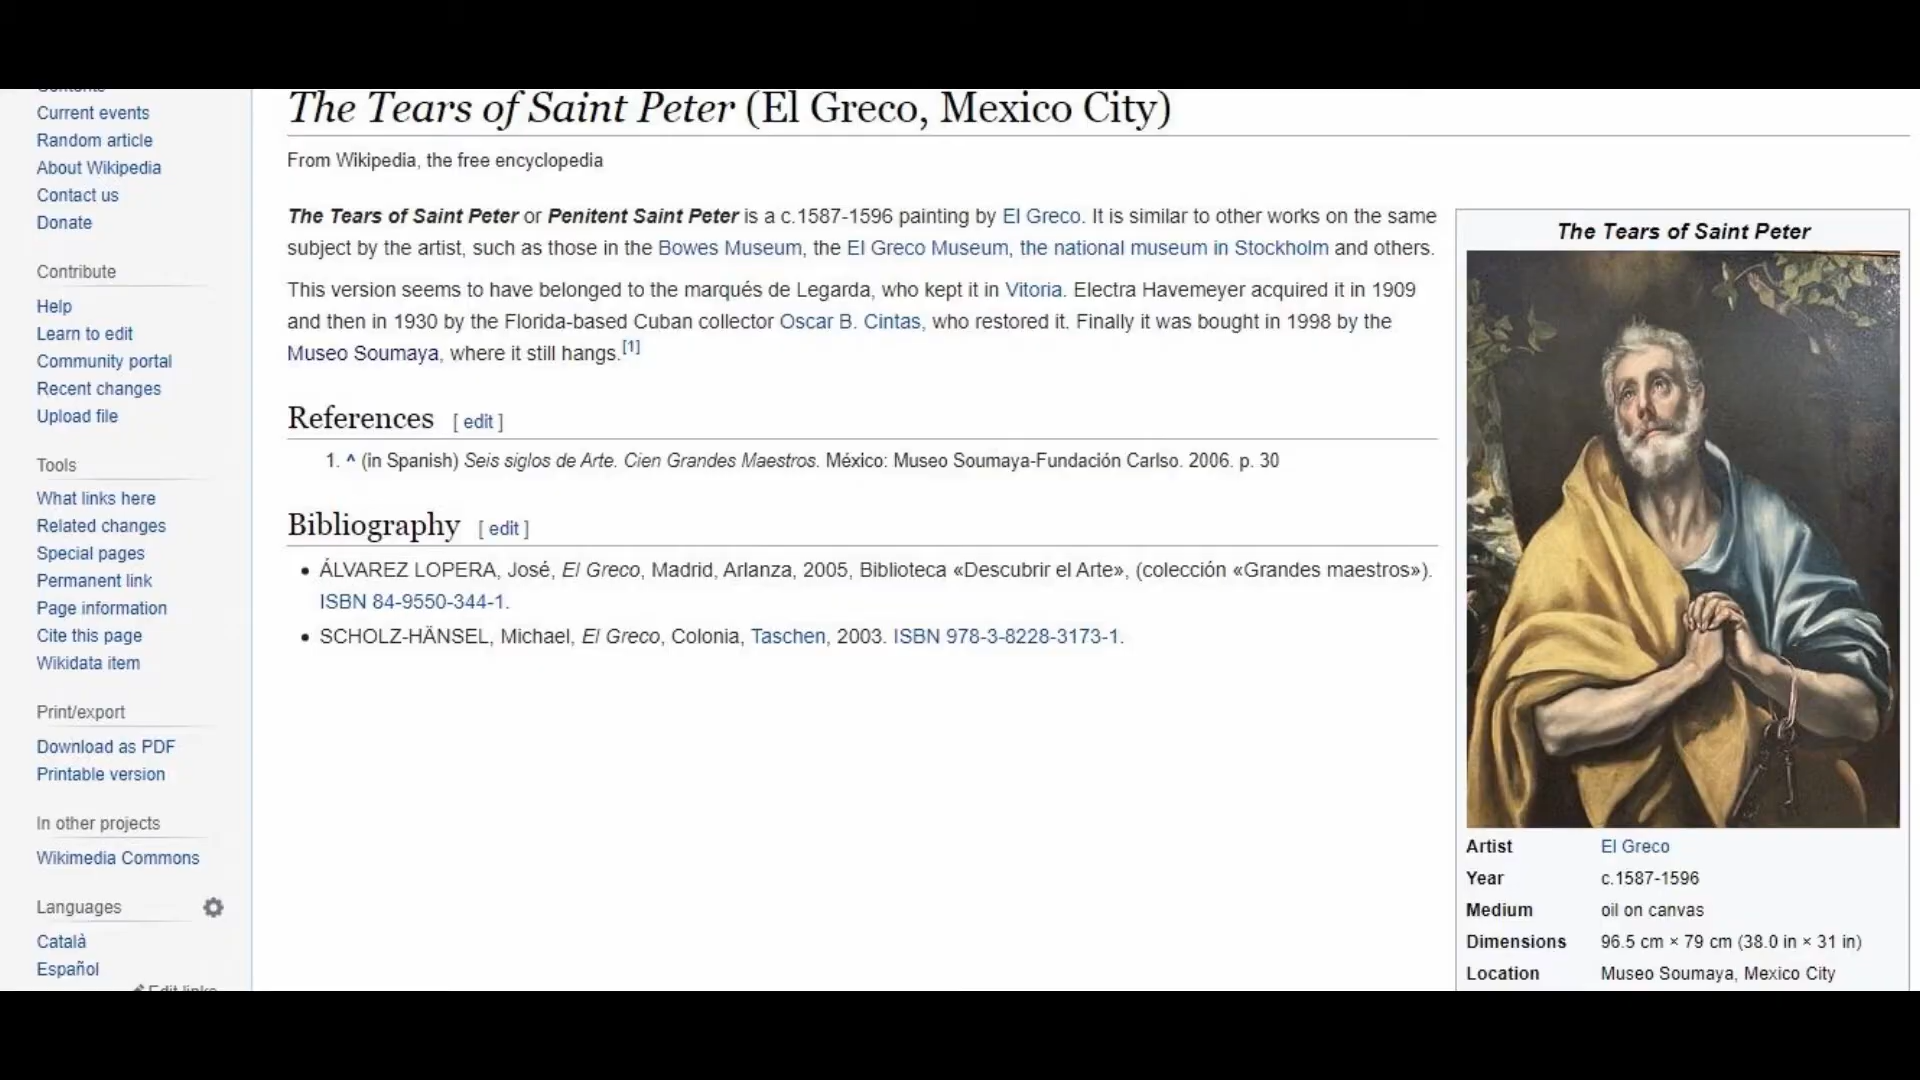 Contents
Current events
Random article
About Wikipedia
Contact us
Donate
Contribute
Help
Learn to edit
Community portal
Recent changes
Upload file
Tools
What links here
Related changes
Special pages
Permanent link
Page information
Cite this page
Wikidata item
Print/export
Download as PDF
Printable version
In other projects
Wikimedia Commons
Languages
Català
Español
Edit links
The Tears of Saint Peter (El Greco, Mexico City)
From Wikipedia, the free encyclopedia
The Tears of Saint Peter or Penitent Saint Peter is a c.1587-1596 painting by El Greco. It is similar to other works on the same
subject by the artist, such as those in the Bowes Museum, the El Greco Museum, the national museum in Stockholm and others.
This version seems to have belonged to the marqués de Legarda, who kept it in Vitoria. Electra Havemeyer acquired it in 1909
and then in 1930 by the Florida-based Cuban collector Oscar B. Cintas, who restored it. Finally it was bought in 1998 by the
Museo Soumaya, where it still hangs.[1]
References [ edit ]
1. ^ (in Spanish) Seis siglos de Arte. Cien Grandes Maestros. México: Museo Soumaya-Fundación Carlso. 2006. p. 30
Bibliography [ edit ]
• ÁLVAREZ LOPERA, José, El Greco, Madrid, Arlanza, 2005, Biblioteca «Descubrir el Arte», (colección «Grandes maestros»).
ISBN 84-9550-344-1.
• SCHOLZ-HÄNSEL, Michael, El Greco, Colonia, Taschen, 2003. ISBN 978-3-8228-3173-1.
The Tears of Saint Peter
Artist El Greco
Year c.1587-1596
Medium oil on canvas
Dimensions 96.5 cm × 79 cm (38.0 in × 31 in)
Location Museo Soumaya, Mexico City